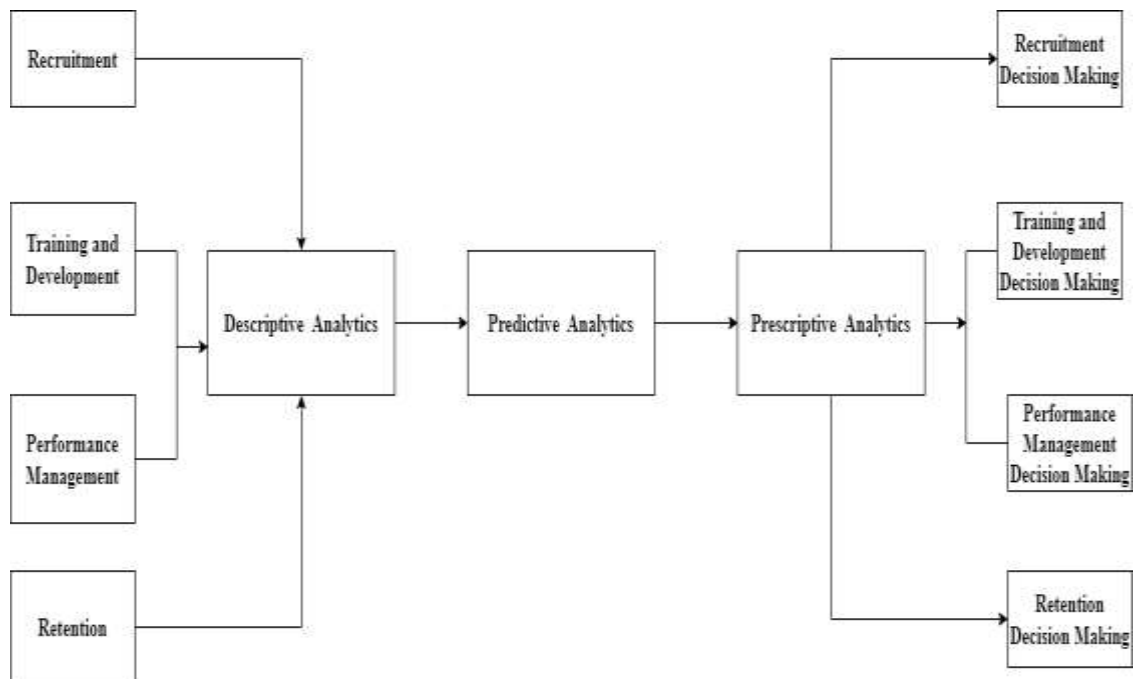 Recruitment
Recruitment
Decision Making
Training and
Development
Training and
Development
Decision Making
Descriptive Analytics
Predictive Analytics
Prescriptive Analytics
Performance
Management
Performance
Management
Decision Making
Retention
Retention
Decision Making